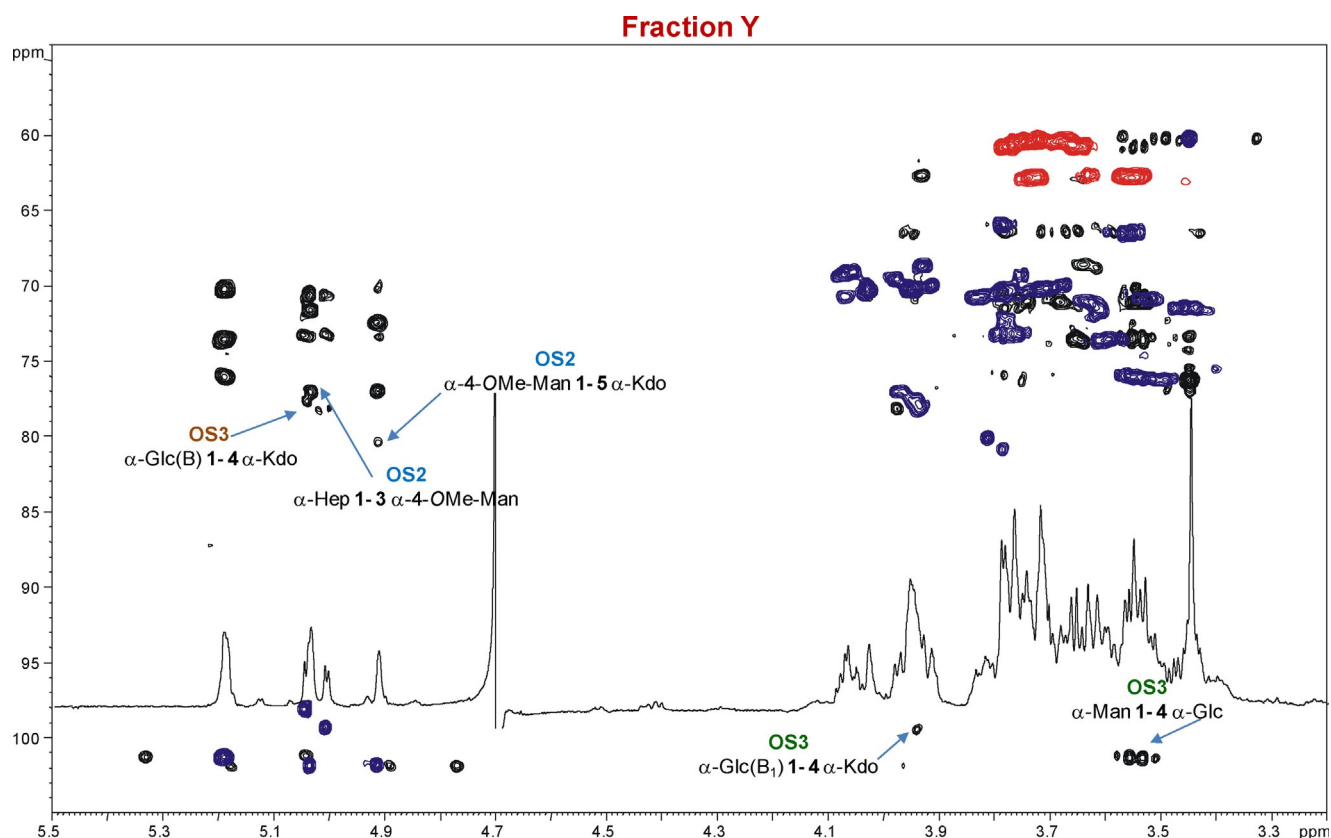 Fraction Y
ppm
60
65
70
75
80
85
90
95
100
OS2
α-4-OMe-Man 1-5 α-Kdo
OS3
α-Glc(B) 1-4 α-Kdo
OS2
α-Hep 1-3 α-4-OMe-Man
OS3
α-Man 1-4 α-Glc
OS3
α-Glc(B₁) 1-4 α-Kdo
5.5 5.3 5.1 4.9 4.7 4.5 4.3 4.1 3.9 3.7 3.5 3.3 ppm